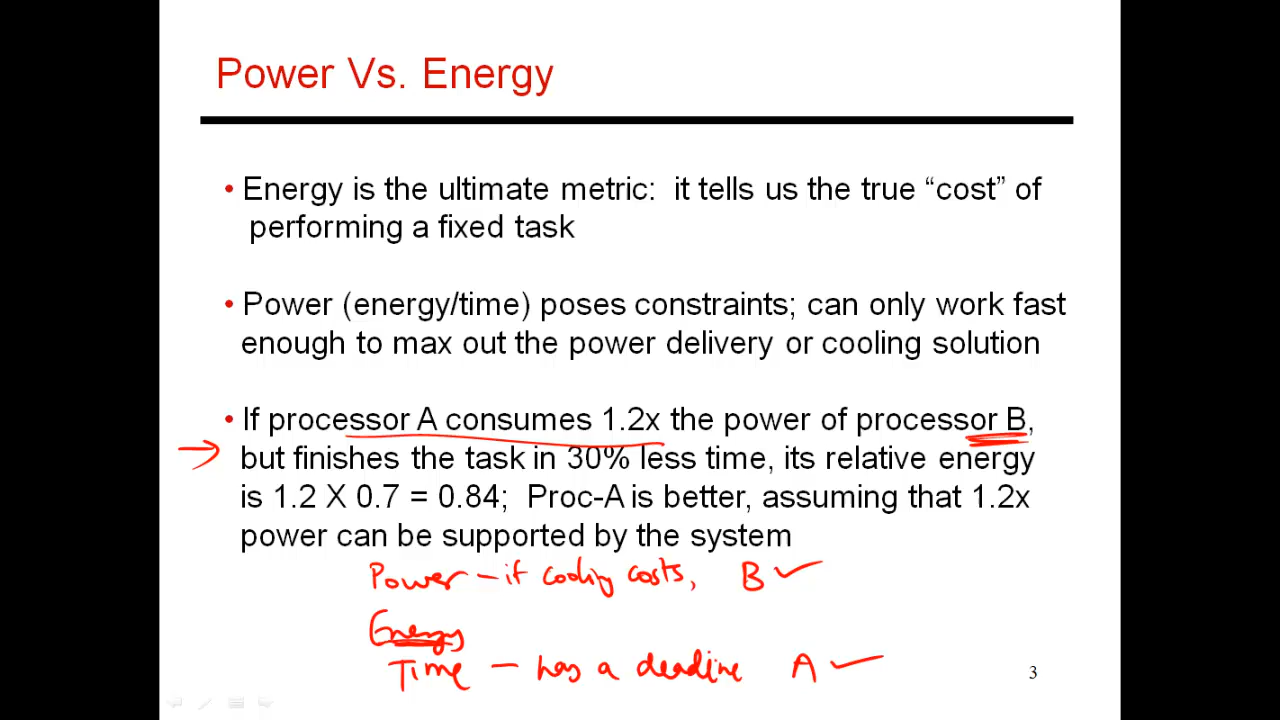 Power Vs. Energy
• Energy is the ultimate metric: it tells us the true “cost” of
performing a fixed task
• Power (energy/time) poses constraints; can only work fast
enough to max out the power delivery or cooling solution
• If processor A consumes 1.2x the power of processor B,
but finishes the task in 30% less time, its relative energy
is 1.2 X 0.7 = 0.84; Proc-A is better, assuming that 1.2x
power can be supported by the system
Power – if cooling costs, B ✓
Energy
Time – has a deadline A ✓
3